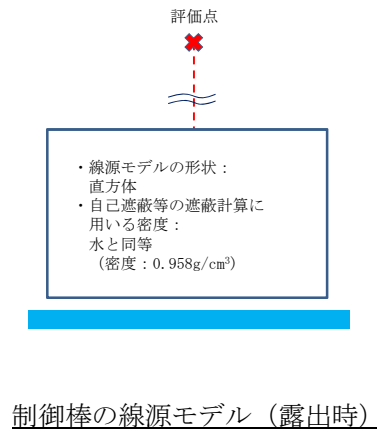 評価点
・線源モデルの形状：
直方体
・自己遮蔽等の遮蔽計算に
用いる密度：
水と同等
（密度：0.958g/cm³）
制御棒の線源モデル（露出時）